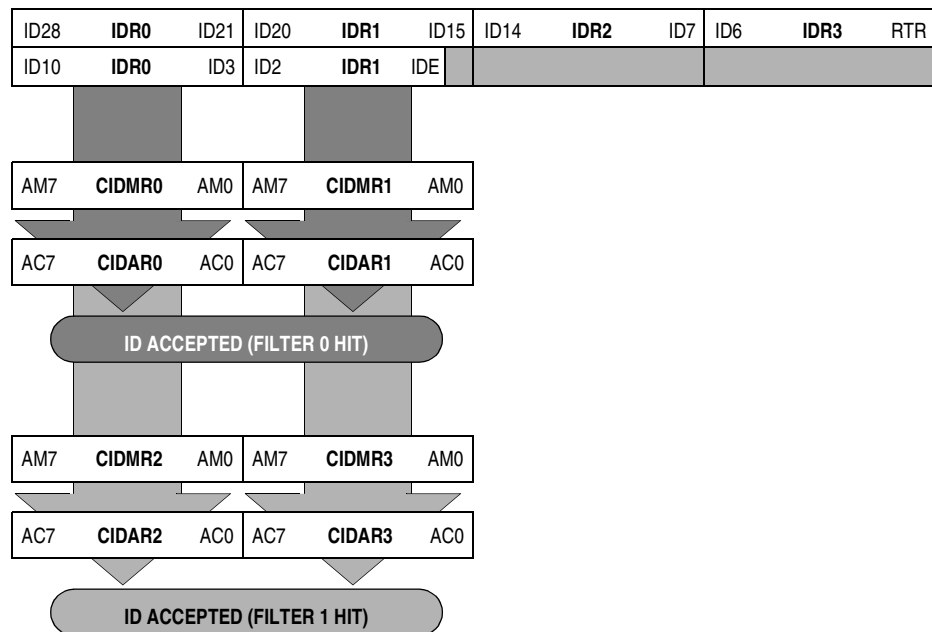 ID28 IDR0 ID21 ID20 IDR1 ID15 ID14 IDR2 ID7 ID6 IDR3 RTR
ID10 IDR0 ID3 ID2 IDR1 IDE
AM7 CIDMR0 AM0 AM7 CIDMR1 AM0
AC7 CIDAR0 AC0 AC7 CIDAR1 AC0
ID ACCEPTED (FILTER 0 HIT)
AM7 CIDMR2 AM0 AM7 CIDMR3 AM0
AC7 CIDAR2 AC0 AC7 CIDAR3 AC0
ID ACCEPTED (FILTER 1 HIT)